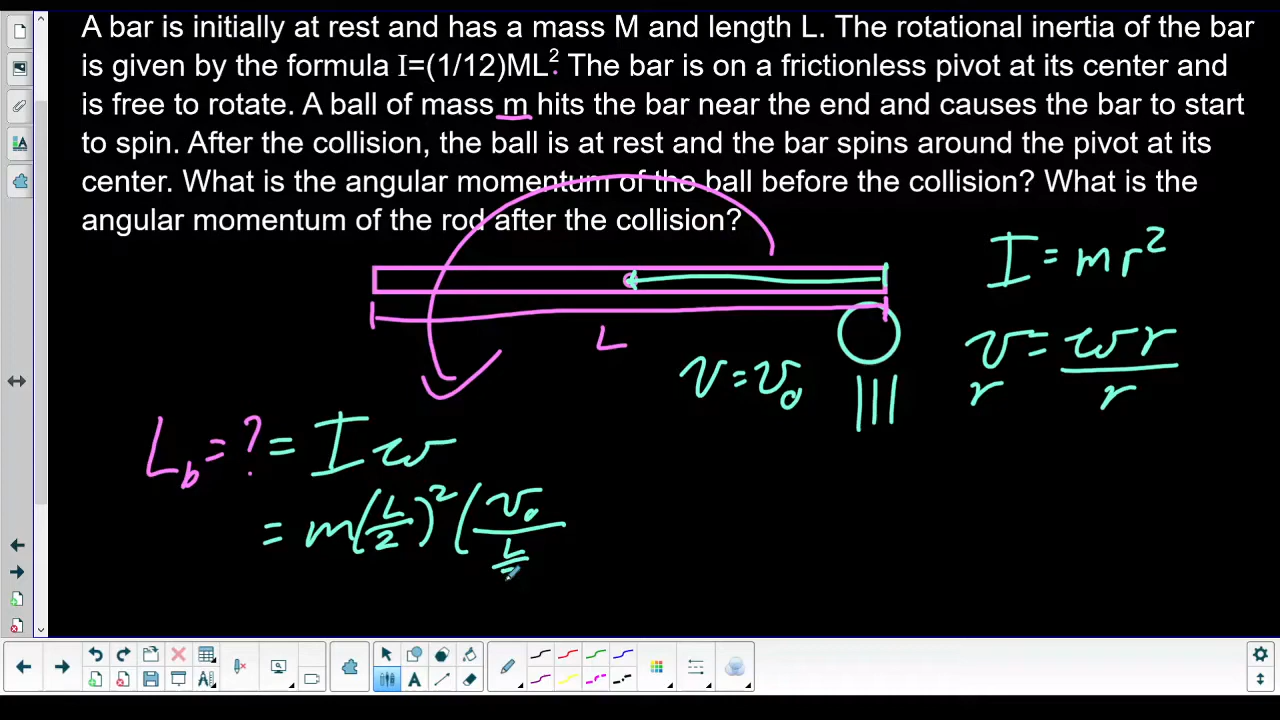 A bar is initially at rest and has a mass M and length L. The rotational inertia of the bar
is given by the formula I=(1/12)ML². The bar is on a frictionless pivot at its center and
is free to rotate. A ball of mass m hits the bar near the end and causes the bar to start
to spin. After the collision, the ball is at rest and the bar spins around the pivot at its
center. What is the angular momentum of the ball before the collision? What is the
angular momentum of the rod after the collision?
I = mr²
L
v = v₀
v/r = ωr/r
L_b = ? = Iω
= m(L/2)² (v₀/(L/
A